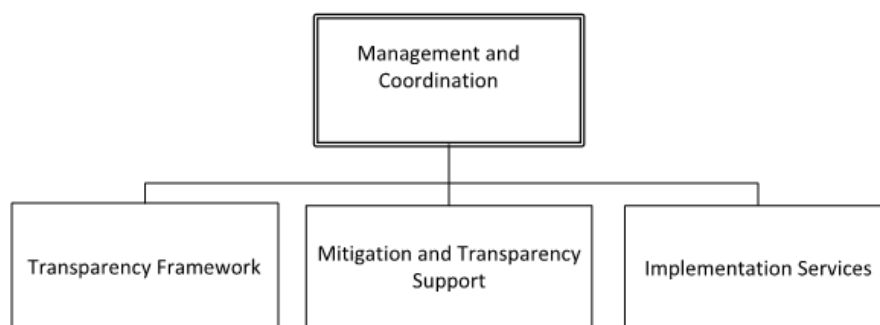 Management and
Coordination
Transparency Framework
Mitigation and Transparency
Support
Implementation Services